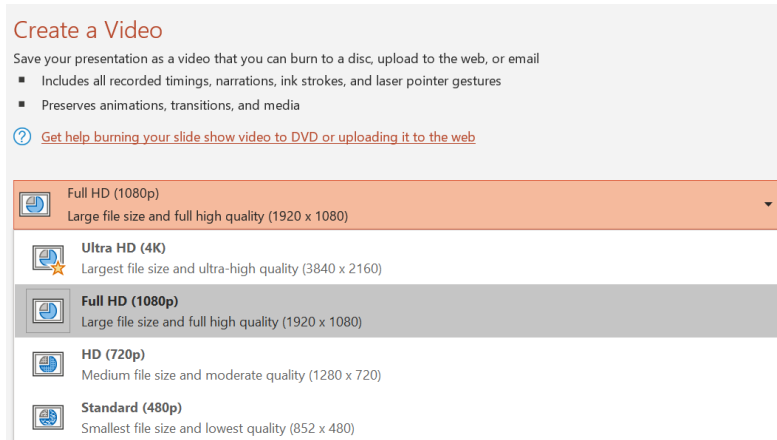 Create a Video
Save your presentation as a video that you can burn to a disc, upload to the web, or email
▪ Includes all recorded timings, narrations, ink strokes, and laser pointer gestures
▪ Preserves animations, transitions, and media
? Get help burning your slide show video to DVD or uploading it to the web
Full HD (1080p)
Large file size and full high quality (1920 x 1080)
Ultra HD (4K)
Largest file size and ultra-high quality (3840 x 2160)
Full HD (1080p)
Large file size and full high quality (1920 x 1080)
HD (720p)
Medium file size and moderate quality (1280 x 720)
Standard (480p)
Smallest file size and lowest quality (852 x 480)